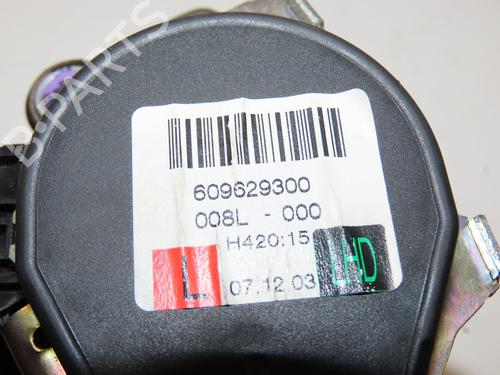 B-PARTS
609629300
008L - 000
H420:15
L 07.12.03 LHD